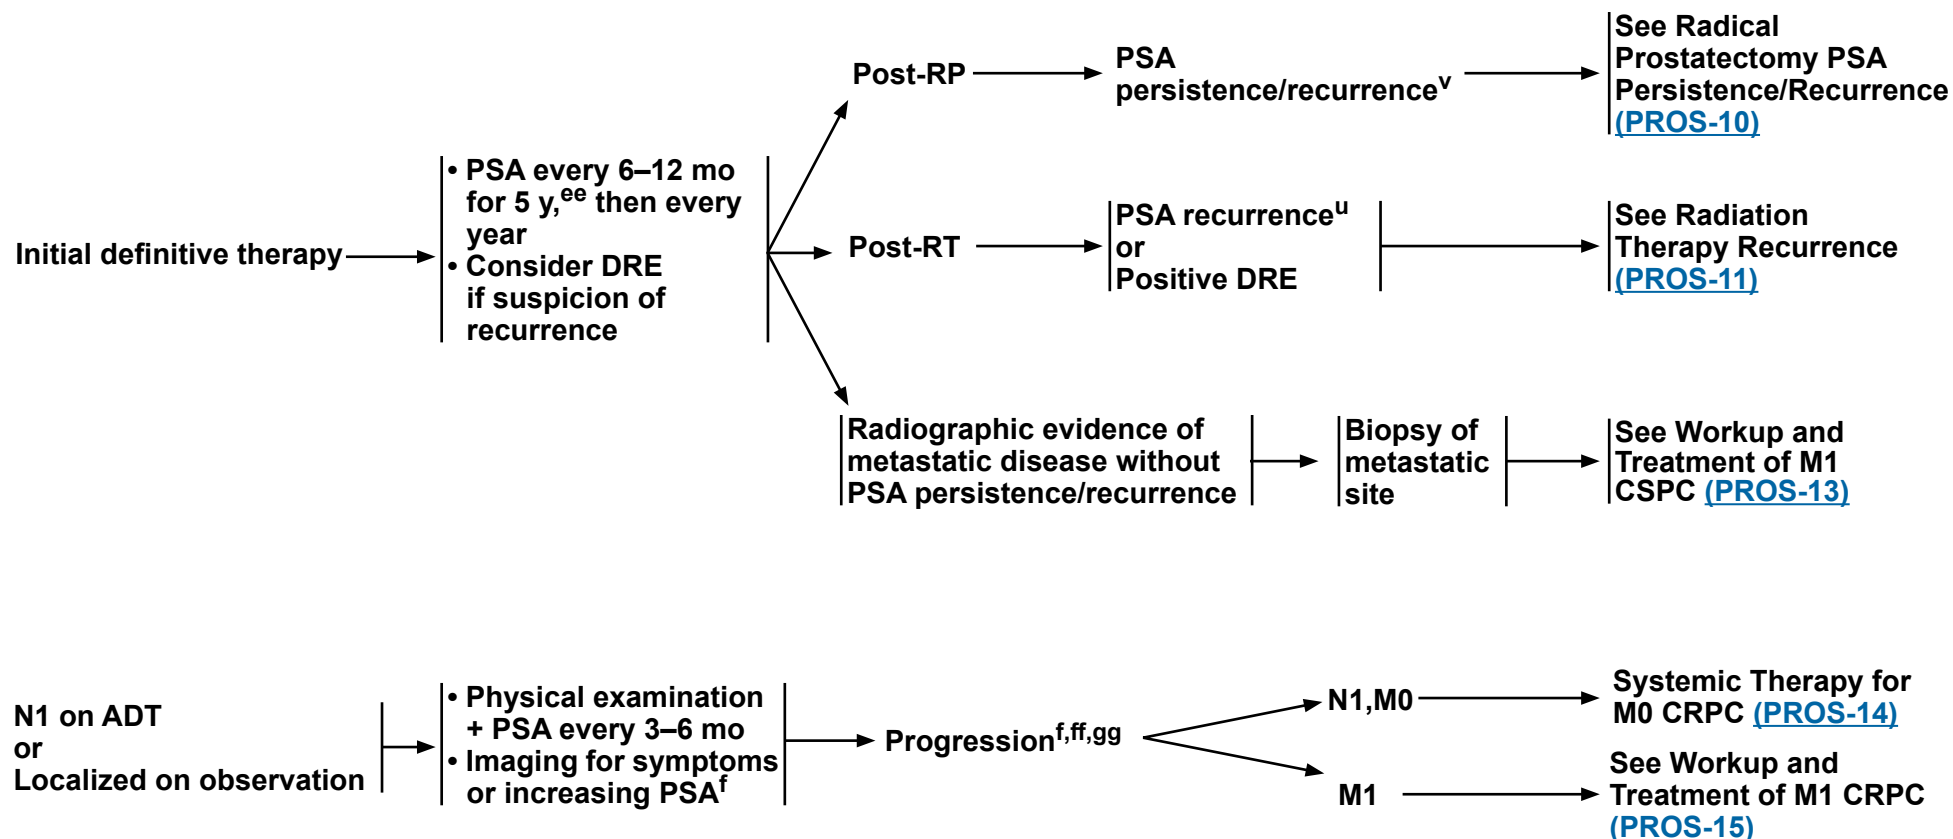 Initial definitive therapy
• PSA every 6–12 mo
for 5 y,ee then every
year
• Consider DRE
if suspicion of
recurrence
Post-RP
PSA
persistence/recurrencev
See Radical
Prostatectomy PSA
Persistence/Recurrence
(PROS-10)
Post-RT
PSA recurrenceu
or
Positive DRE
See Radiation
Therapy Recurrence
(PROS-11)
Radiographic evidence of
metastatic disease without
PSA persistence/recurrence
Biopsy of
metastatic
site
See Workup and
Treatment of M1
CSPC (PROS-13)
N1 on ADT
or
Localized on observation
• Physical examination
+ PSA every 3–6 mo
• Imaging for symptoms
or increasing PSAf
Progressionf,ff,gg
N1,M0
Systemic Therapy for
M0 CRPC (PROS-14)
M1
See Workup and
Treatment of M1 CRPC
(PROS-15)